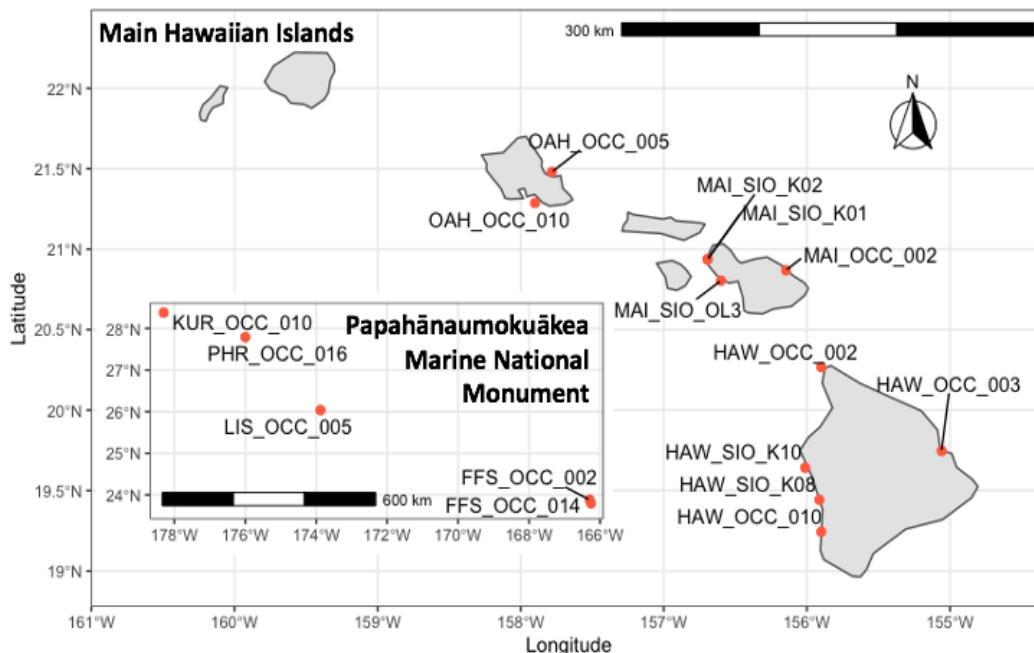 Main Hawaiian Islands
300 km
N
22°N
21.5°N
21°N
20.5°N
20°N
19.5°N
19°N
Latitude
OAH_OCC_005
OAH_OCC_010
MAI_SIO_K02
MAI_SIO_K01
MAI_OCC_002
MAI_SIO_OL3
HAW_OCC_002
HAW_OCC_003
HAW_SIO_K10
HAW_SIO_K08
HAW_OCC_010
Papahānaumokuākea
Marine National
Monument
28°N
27°N
26°N
25°N
24°N
KUR_OCC_010
PHR_OCC_016
LIS_OCC_005
FFS_OCC_002
FFS_OCC_014
600 km
178°W
176°W
174°W
172°W
170°W
168°W
166°W
161°W
160°W
159°W
158°W
157°W
156°W
155°W
Longitude